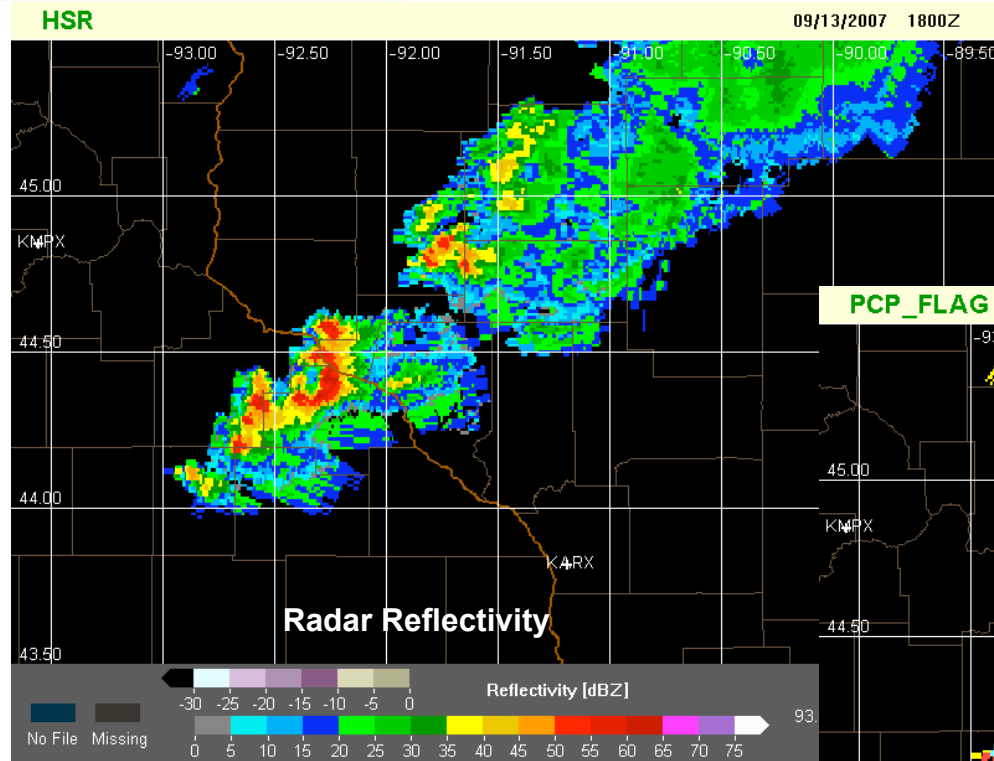 HSR
09/13/2007 1800Z
-93.00 -92.50 -92.00 -91.50 -91.00 -90.50 -90.00 -89.50
45.00
KMPX
44.50
44.00
KARX
Radar Reflectivity
43.50
Reflectivity [dBZ]
-30 -25 -20 -15 -10 -5 0
No File Missing
0 5 10 15 20 25 30 35 40 45 50 55 60 65 70 75
93.
PCP_FLAG
45.00
KMPX
44.50